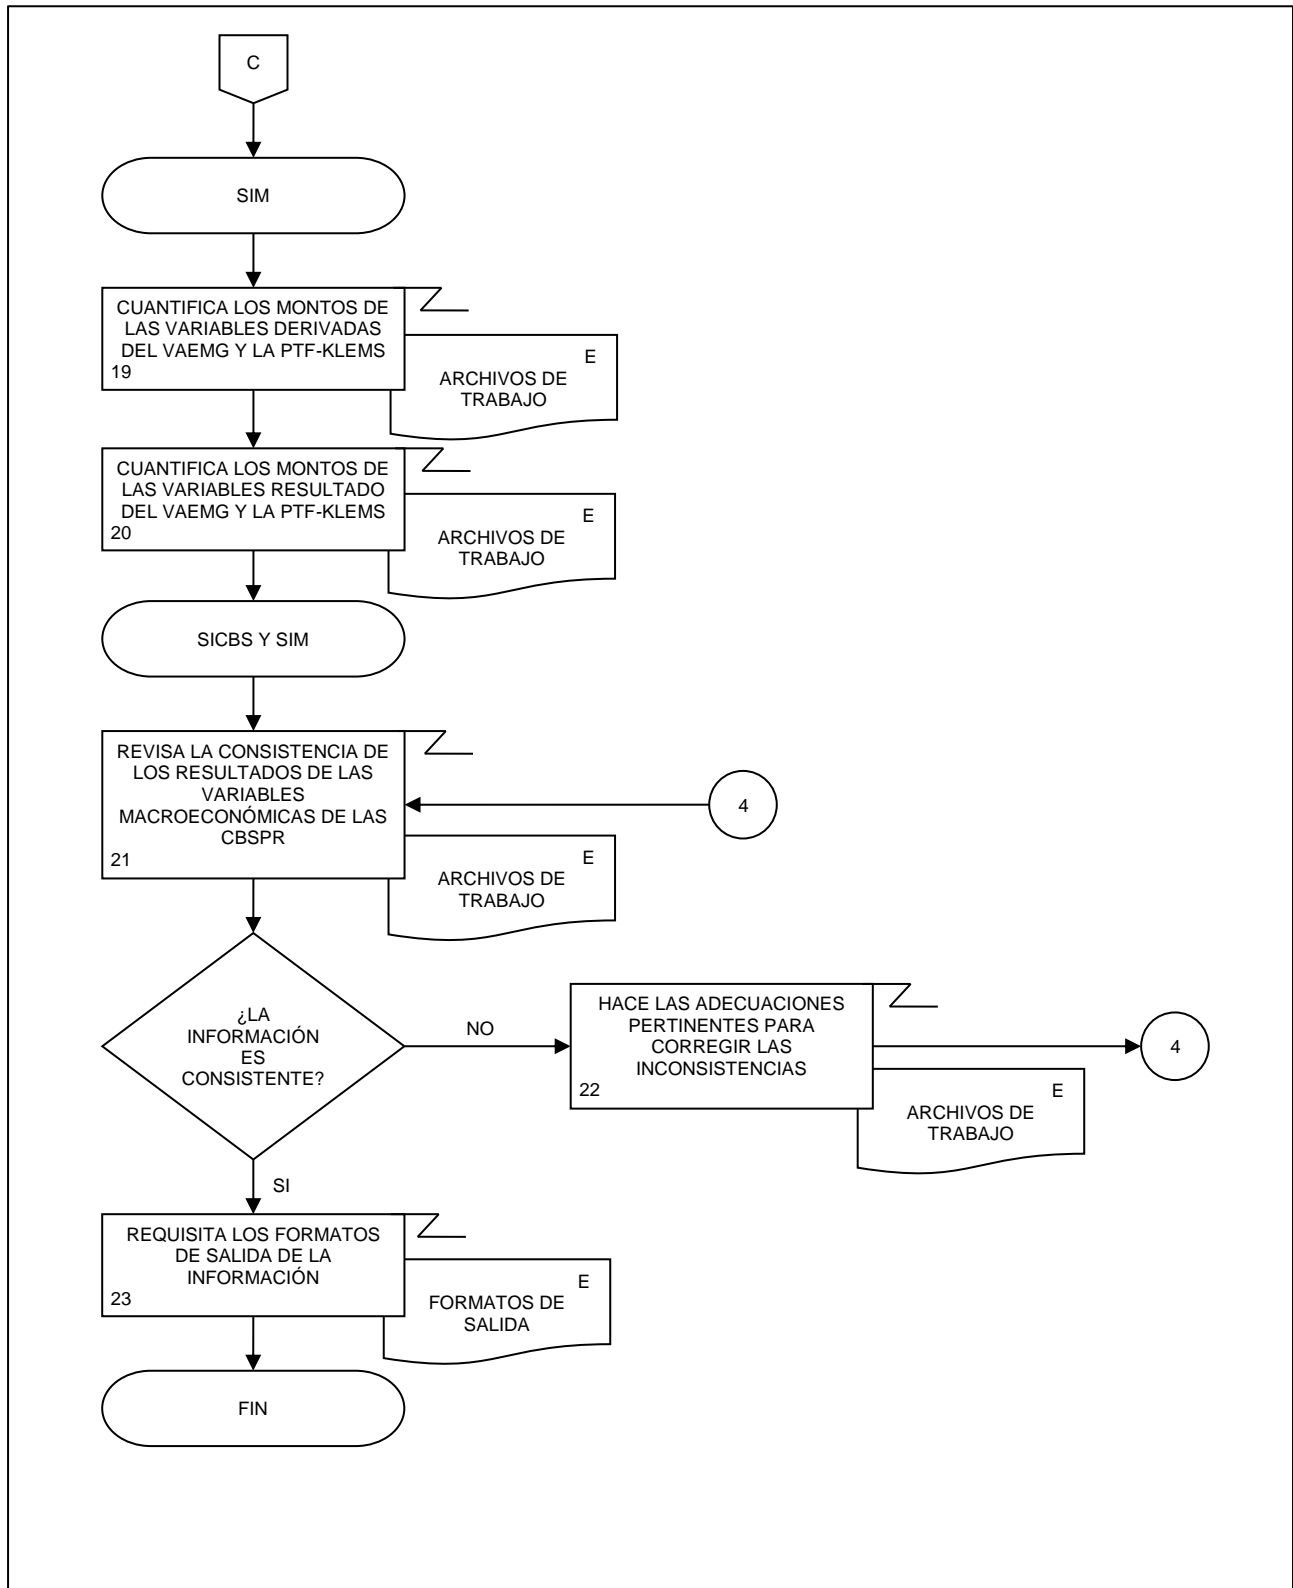 C
SIM
CUANTIFICA LOS MONTOS DE
LAS VARIABLES DERIVADAS
DEL VAEMG Y LA PTF-KLEMS
19
E
ARCHIVOS DE
TRABAJO
CUANTIFICA LOS MONTOS DE
LAS VARIABLES RESULTADO
DEL VAEMG Y LA PTF-KLEMS
20
E
ARCHIVOS DE
TRABAJO
SICBS Y SIM
REVISA LA CONSISTENCIA DE
LOS RESULTADOS DE LAS
VARIABLES
MACROECONÓMICAS DE LAS
CBSPR
21
4
E
ARCHIVOS DE
TRABAJO
¿LA
INFORMACIÓN
ES
CONSISTENTE?
NO
HACE LAS ADECUACIONES
PERTINENTES PARA
CORREGIR LAS
INCONSISTENCIAS
22
4
E
ARCHIVOS DE
TRABAJO
SI
REQUISITA LOS FORMATOS
DE SALIDA DE LA
INFORMACIÓN
23
E
FORMATOS DE
SALIDA
FIN